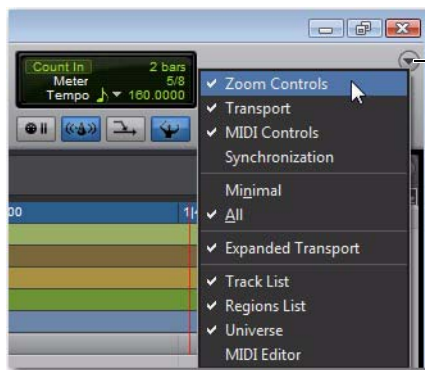 Count In 2 bars
Meter 5/8
Tempo 160.0000
Zoom Controls
Transport
MIDI Controls
Synchronization
Minimal
All
Expanded Transport
Track List
Regions List
Universe
MIDI Editor
00
1|